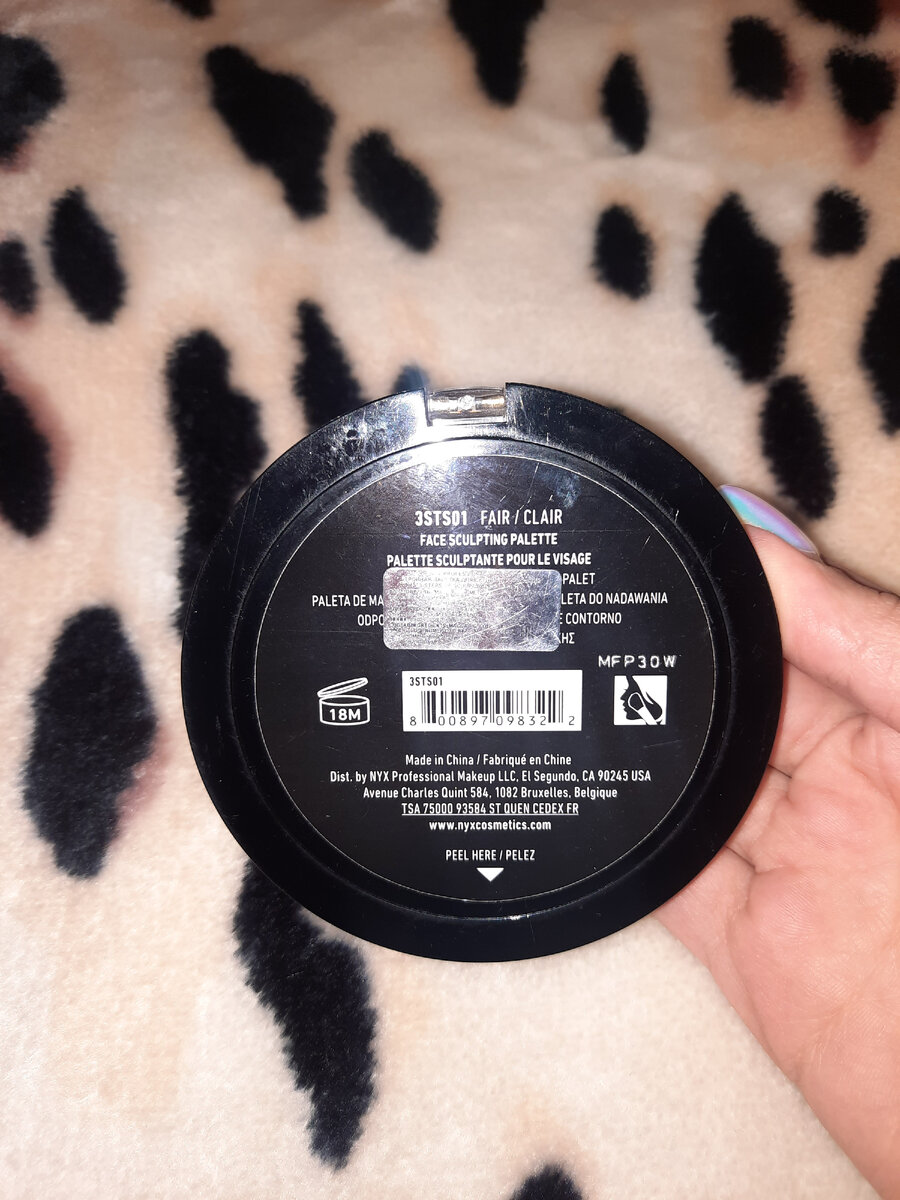 3STS01 FAIR / CLAIR
FACE SCULPTING PALETTE
PALETTE SCULPTANTE POUR LE VISAGE
PALET
PALETA DE MA LETA DO NADAWANIA
ODPO E CONTORNO
ΗΣ
MFP30W
18M
3STS01
8 00897 09832 2
Made in China / Fabriqué en Chine
Dist. by NYX Professional Makeup LLC, El Segundo, CA 90245 USA
Avenue Charles Quint 584, 1082 Bruxelles, Belgique
TSA 75000 93584 ST OUEN CEDEX FR
www.nyxcosmetics.com
PEEL HERE / PELEZ